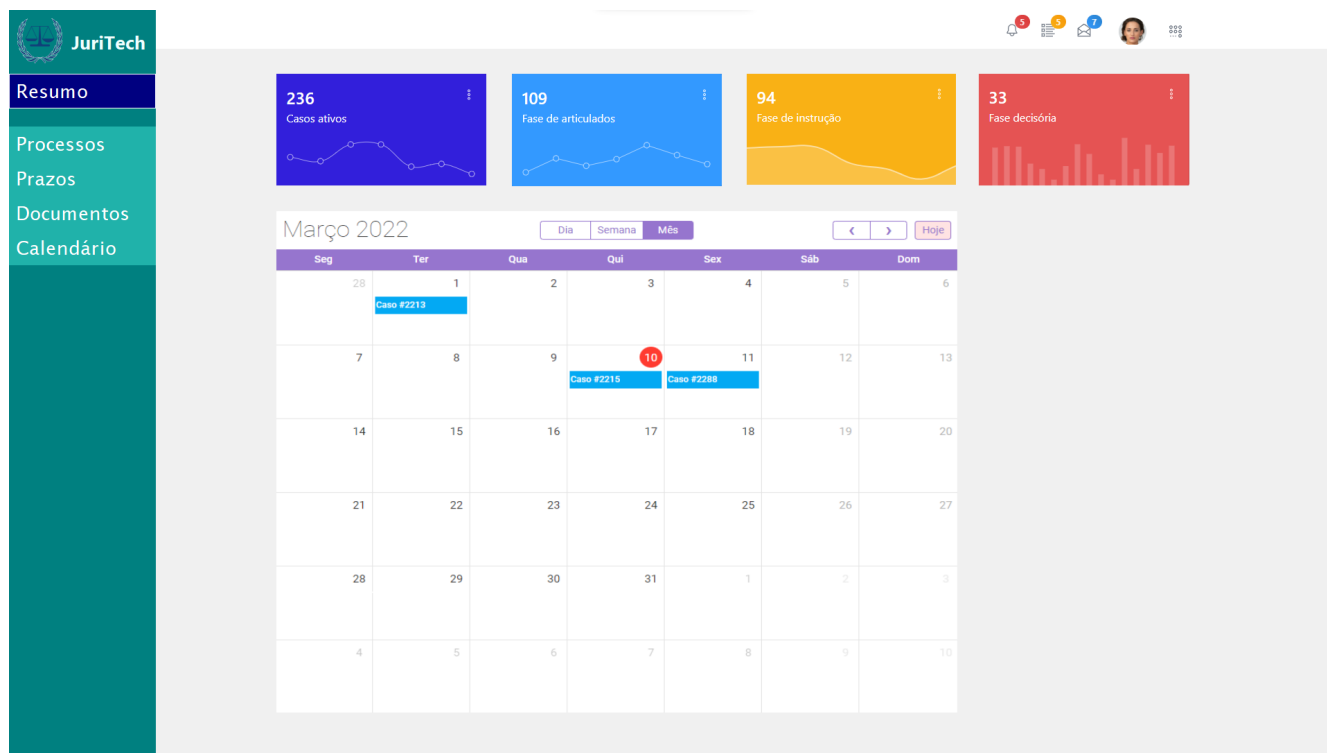 JuriTech
5 5 7
Resumo
Processos
Prazos
Documentos
Calendário
236
Casos ativos
109
Fase de articulados
94
Fase de instrução
33
Fase decisória
Março 2022
Dia Semana Mês
Hoje
Seg Ter Qua Qui Sex Sáb Dom
28 1 2 3 4 5 6
Caso #2213
7 8 9 10 11 12 13
Caso #2215 Caso #2288
14 15 16 17 18 19 20
21 22 23 24 25 26 27
28 29 30 31 1 2 3
4 5 6 7 8 9 10